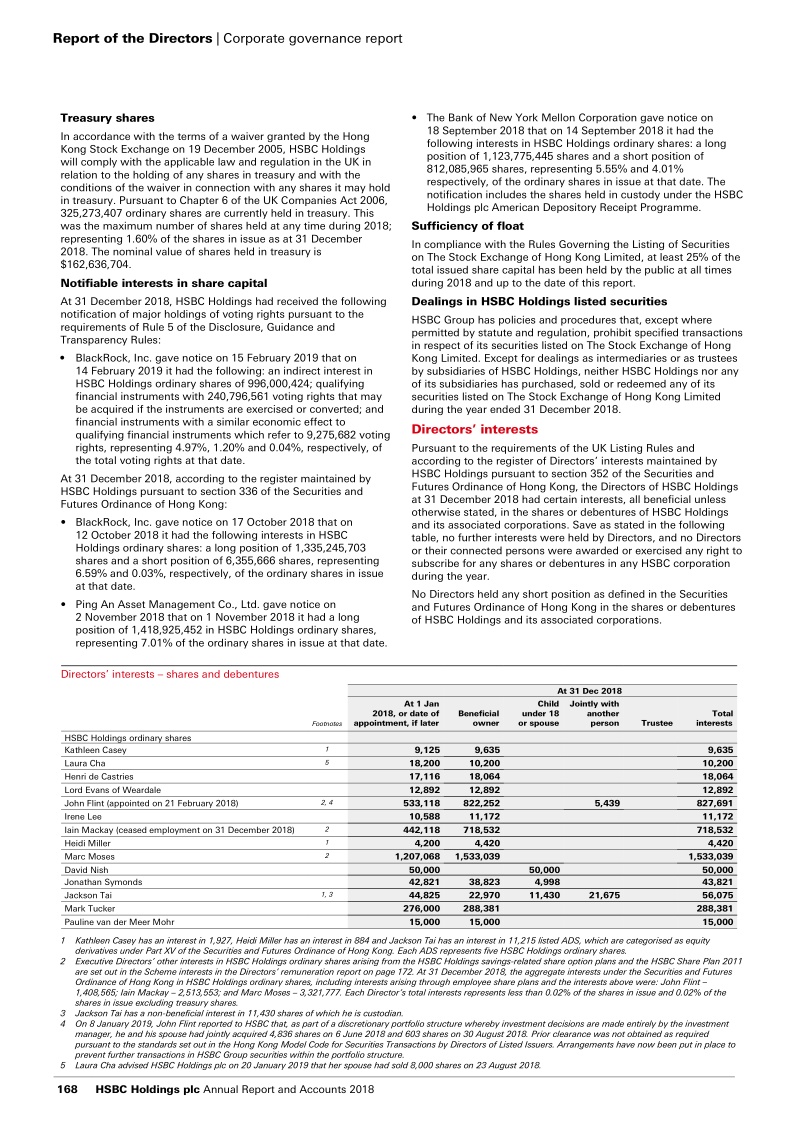 Report of the Directors | Corporate governance report
Treasury shares
In accordance with the terms of a waiver granted by the Hong
Kong Stock Exchange on 19 December 2005, HSBC Holdings
will comply with the applicable law and regulation in the UK in
relation to the holding of any shares in treasury and with the
conditions of the waiver in connection with any shares it may hold
in treasury. Pursuant to Chapter 6 of the UK Companies Act 2006,
325,273,407 ordinary shares are currently held in treasury. This
was the maximum number of shares held at any time during 2018;
representing 1.60% of the shares in issue as at 31 December
2018. The nominal value of shares held in treasury is
$162,636,704.
Notifiable interests in share capital
At 31 December 2018, HSBC Holdings had received the following
notification of major holdings of voting rights pursuant to the
requirements of Rule 5 of the Disclosure, Guidance and
Transparency Rules:
• BlackRock, Inc. gave notice on 15 February 2019 that on
14 February 2019 it had the following: an indirect interest in
HSBC Holdings ordinary shares of 996,000,424; qualifying
financial instruments with 240,796,561 voting rights that may
be acquired if the instruments are exercised or converted; and
financial instruments with a similar economic effect to
qualifying financial instruments which refer to 9,275,682 voting
rights, representing 4.97%, 1.20% and 0.04%, respectively, of
the total voting rights at that date.
At 31 December 2018, according to the register maintained by
HSBC Holdings pursuant to section 336 of the Securities and
Futures Ordinance of Hong Kong:
• BlackRock, Inc. gave notice on 17 October 2018 that on
12 October 2018 it had the following interests in HSBC
Holdings ordinary shares: a long position of 1,335,245,703
shares and a short position of 6,355,666 shares, representing
6.59% and 0.03%, respectively, of the ordinary shares in issue
at that date.
• Ping An Asset Management Co., Ltd. gave notice on
2 November 2018 that on 1 November 2018 it had a long
position of 1,418,925,452 in HSBC Holdings ordinary shares,
representing 7.01% of the ordinary shares in issue at that date.
• The Bank of New York Mellon Corporation gave notice on
18 September 2018 that on 14 September 2018 it had the
following interests in HSBC Holdings ordinary shares: a long
position of 1,123,775,445 shares and a short position of
812,085,965 shares, representing 5.55% and 4.01%
respectively, of the ordinary shares in issue at that date. The
notification includes the shares held in custody under the HSBC
Holdings plc American Depository Receipt Programme.
Sufficiency of float
In compliance with the Rules Governing the Listing of Securities
on The Stock Exchange of Hong Kong Limited, at least 25% of the
total issued share capital has been held by the public at all times
during 2018 and up to the date of this report.
Dealings in HSBC Holdings listed securities
HSBC Group has policies and procedures that, except where
permitted by statute and regulation, prohibit specified transactions
in respect of its securities listed on The Stock Exchange of Hong
Kong Limited. Except for dealings as intermediaries or as trustees
by subsidiaries of HSBC Holdings, neither HSBC Holdings nor any
of its subsidiaries has purchased, sold or redeemed any of its
securities listed on The Stock Exchange of Hong Kong Limited
during the year ended 31 December 2018.
Directors' interests
Pursuant to the requirements of the UK Listing Rules and
according to the register of Directors' interests maintained by
HSBC Holdings pursuant to section 352 of the Securities and
Futures Ordinance of Hong Kong, the Directors of HSBC Holdings
at 31 December 2018 had certain interests, all beneficial unless
otherwise stated, in the shares or debentures of HSBC Holdings
and its associated corporations. Save as stated in the following
table, no further interests were held by Directors, and no Directors
or their connected persons were awarded or exercised any right to
subscribe for any shares or debentures in any HSBC corporation
during the year.
No Directors held any short position as defined in the Securities
and Futures Ordinance of Hong Kong in the shares or debentures
of HSBC Holdings and its associated corporations.
Directors' interests – shares and debentures
At 31 Dec 2018
Footnotes At 1 Jan 2018, or date of appointment, if later Beneficial owner Child under 18 or spouse Jointly with another person Trustee Total interests
HSBC Holdings ordinary shares
Kathleen Casey 1 9,125 9,635 9,635
Laura Cha 5 18,200 10,200 10,200
Henri de Castries 17,116 18,064 18,064
Lord Evans of Weardale 12,892 12,892 12,892
John Flint (appointed on 21 February 2018) 2, 4 533,118 822,252 5,439 827,691
Irene Lee 10,588 11,172 11,172
Iain Mackay (ceased employment on 31 December 2018) 2 442,118 718,532 718,532
Heidi Miller 1 4,200 4,420 4,420
Marc Moses 2 1,207,068 1,533,039 1,533,039
David Nish 50,000 50,000 50,000
Jonathan Symonds 42,821 38,823 4,998 43,821
Jackson Tai 1, 3 44,825 22,970 11,430 21,675 56,075
Mark Tucker 276,000 288,381 288,381
Pauline van der Meer Mohr 15,000 15,000 15,000
1 Kathleen Casey has an interest in 1,927, Heidi Miller has an interest in 884 and Jackson Tai has an interest in 11,215 listed ADS, which are categorised as equity
derivatives under Part XV of the Securities and Futures Ordinance of Hong Kong. Each ADS represents five HSBC Holdings ordinary shares.
2 Executive Directors' other interests in HSBC Holdings ordinary shares arising from the HSBC Holdings savings-related share option plans and the HSBC Share Plan 2011
are set out in the Scheme interests in the Directors' remuneration report on page 172. At 31 December 2018, the aggregate interests under the Securities and Futures
Ordinance of Hong Kong in HSBC Holdings ordinary shares, including interests arising through employee share plans and the interests above were: John Flint –
1,408,565; Iain Mackay – 2,513,553; and Marc Moses – 3,321,777. Each Director's total interests represents less than 0.02% of the shares in issue and 0.02% of the
shares in issue excluding treasury shares.
3 Jackson Tai has a non-beneficial interest in 11,430 shares of which he is custodian.
4 On 8 January 2019, John Flint reported to HSBC that, as part of a discretionary portfolio structure whereby investment decisions are made entirely by the investment
manager, he and his spouse had jointly acquired 4,836 shares on 6 June 2018 and 603 shares on 30 August 2018. Prior clearance was not obtained as required
pursuant to the standards set out in the Hong Kong Model Code for Securities Transactions by Directors of Listed Issuers. Arrangements have now been put in place to
prevent further transactions in HSBC Group securities within the portfolio structure.
5 Laura Cha advised HSBC Holdings plc on 20 January 2019 that her spouse had sold 8,000 shares on 23 August 2018.
168 HSBC Holdings plc Annual Report and Accounts 2018